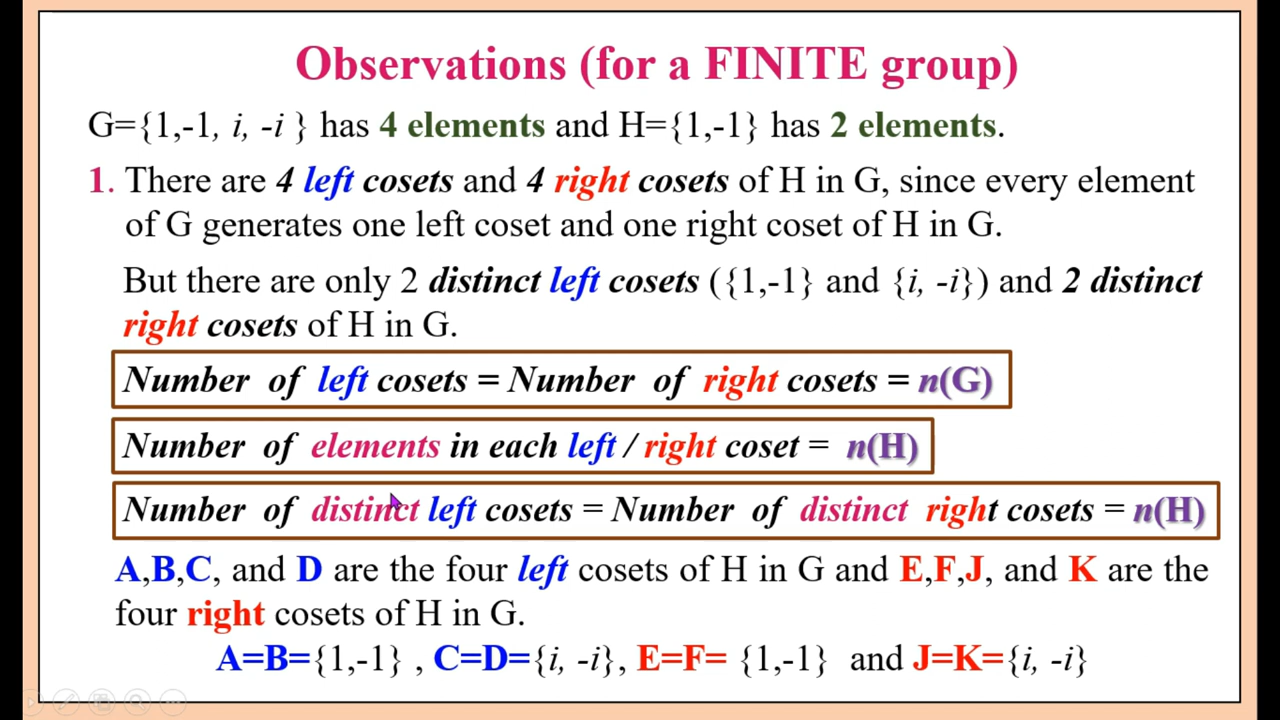 Observations (for a FINITE group)
G={1,-1, i, -i } has 4 elements and H={1,-1} has 2 elements.
1. There are 4 left cosets and 4 right cosets of H in G, since every element
of G generates one left coset and one right coset of H in G.
But there are only 2 distinct left cosets ({1,-1} and {i, -i}) and 2 distinct
right cosets of H in G.
Number of left cosets = Number of right cosets = n(G)
Number of elements in each left / right coset = n(H)
Number of distinct left cosets = Number of distinct right cosets = n(H)
A,B,C, and D are the four left cosets of H in G and E,F,J, and K are the
four right cosets of H in G.
A=B={1,-1} , C=D={i, -i}, E=F= {1,-1} and J=K={i, -i}